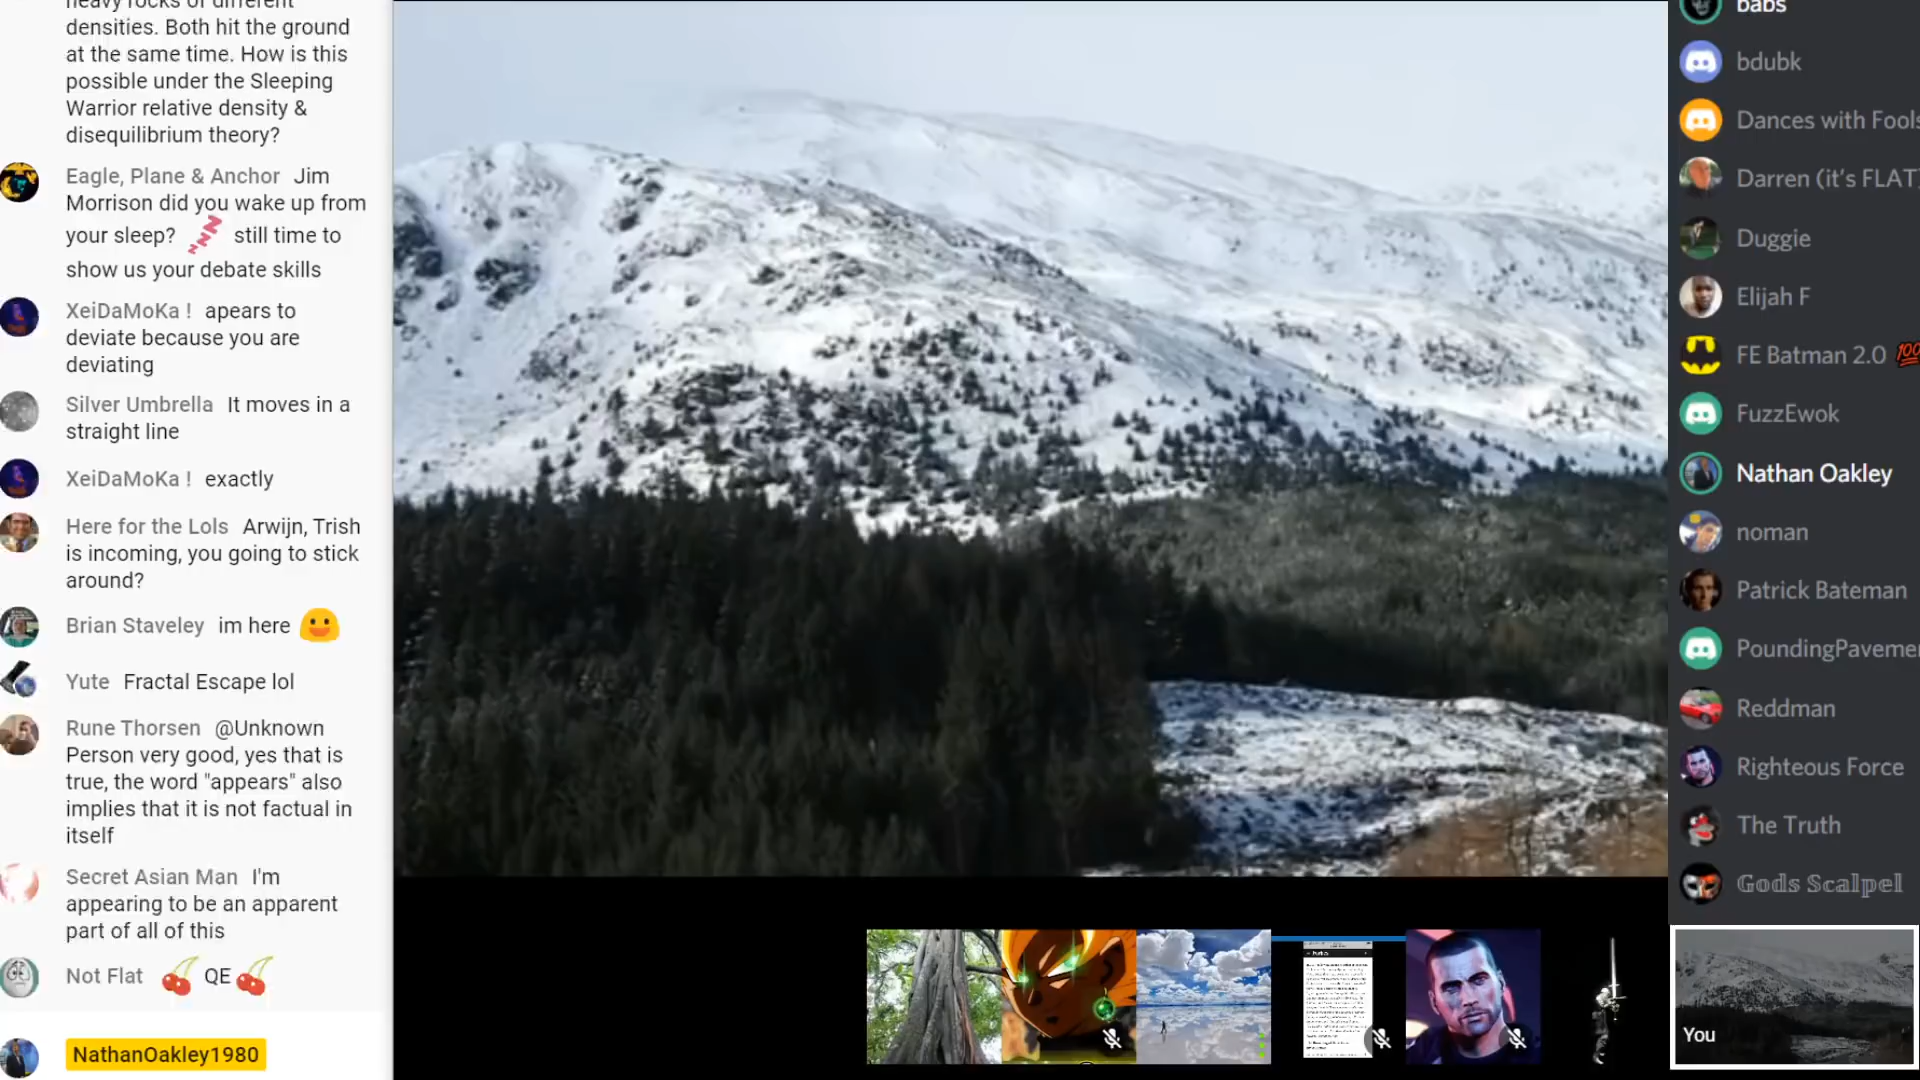 heavy rocks of different
densities. Both hit the ground
at the same time. How is this
possible under the Sleeping
Warrior relative density &
disequilibrium theory?
Eagle, Plane & Anchor Jim
Morrison did you wake up from
your sleep? still time to
show us your debate skills
XeiDaMoKa ! apears to
deviate because you are
deviating
Silver Umbrella It moves in a
straight line
XeiDaMoKa ! exactly
Here for the Lols Arwijn, Trish
is incoming, you going to stick
around?
Brian Staveley im here
Yute Fractal Escape lol
Rune Thorsen @Unknown
Person very good, yes that is
true, the word "appears" also
implies that it is not factual in
itself
Secret Asian Man I'm
appearing to be an apparent
part of all of this
Not Flat 🍒 QE 🍒
NathanOakley1980
babs
bdubk
Dances with Fools
Darren (it's FLAT)
Duggie
Elijah F
FE Batman 2.0 💯
FuzzEwok
Nathan Oakley
noman
Patrick Bateman
PoundingPaveme
Reddman
Righteous Force
The Truth
Gods Scalpel
You